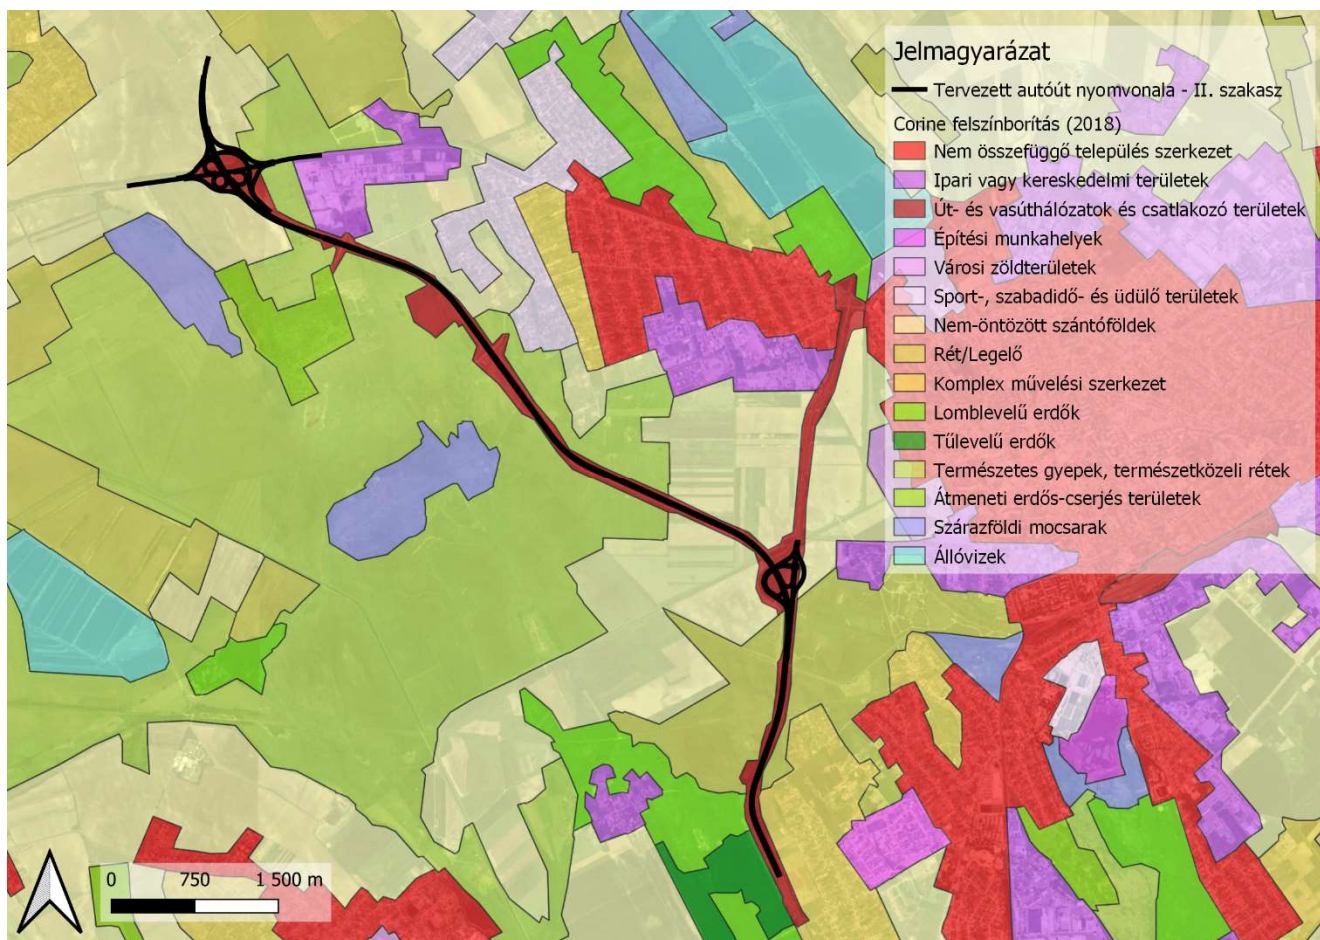 Jelmagyarázat
Tervezett autóút nyomvonala - II. szakasz
Corine felszínborítás (2018)
Nem összefüggő település szerkezet
Ipari vagy kereskedelmi területek
Út- és vasúthálózatok és csatlakozó területek
Építési munkahelyek
Városi zöldterületek
Sport-, szabadidő- és üdülő területek
Nem-öntözött szántóföldek
Rét/Legelő
Komplex művelési szerkezet
Lomblevelű erdők
Tűlevelű erdők
Természetes gyepek, természetközeli rétek
Átmeneti erdős-cserjés területek
Szárazföldi mocsarak
Állóvizek
0 750 1 500 m